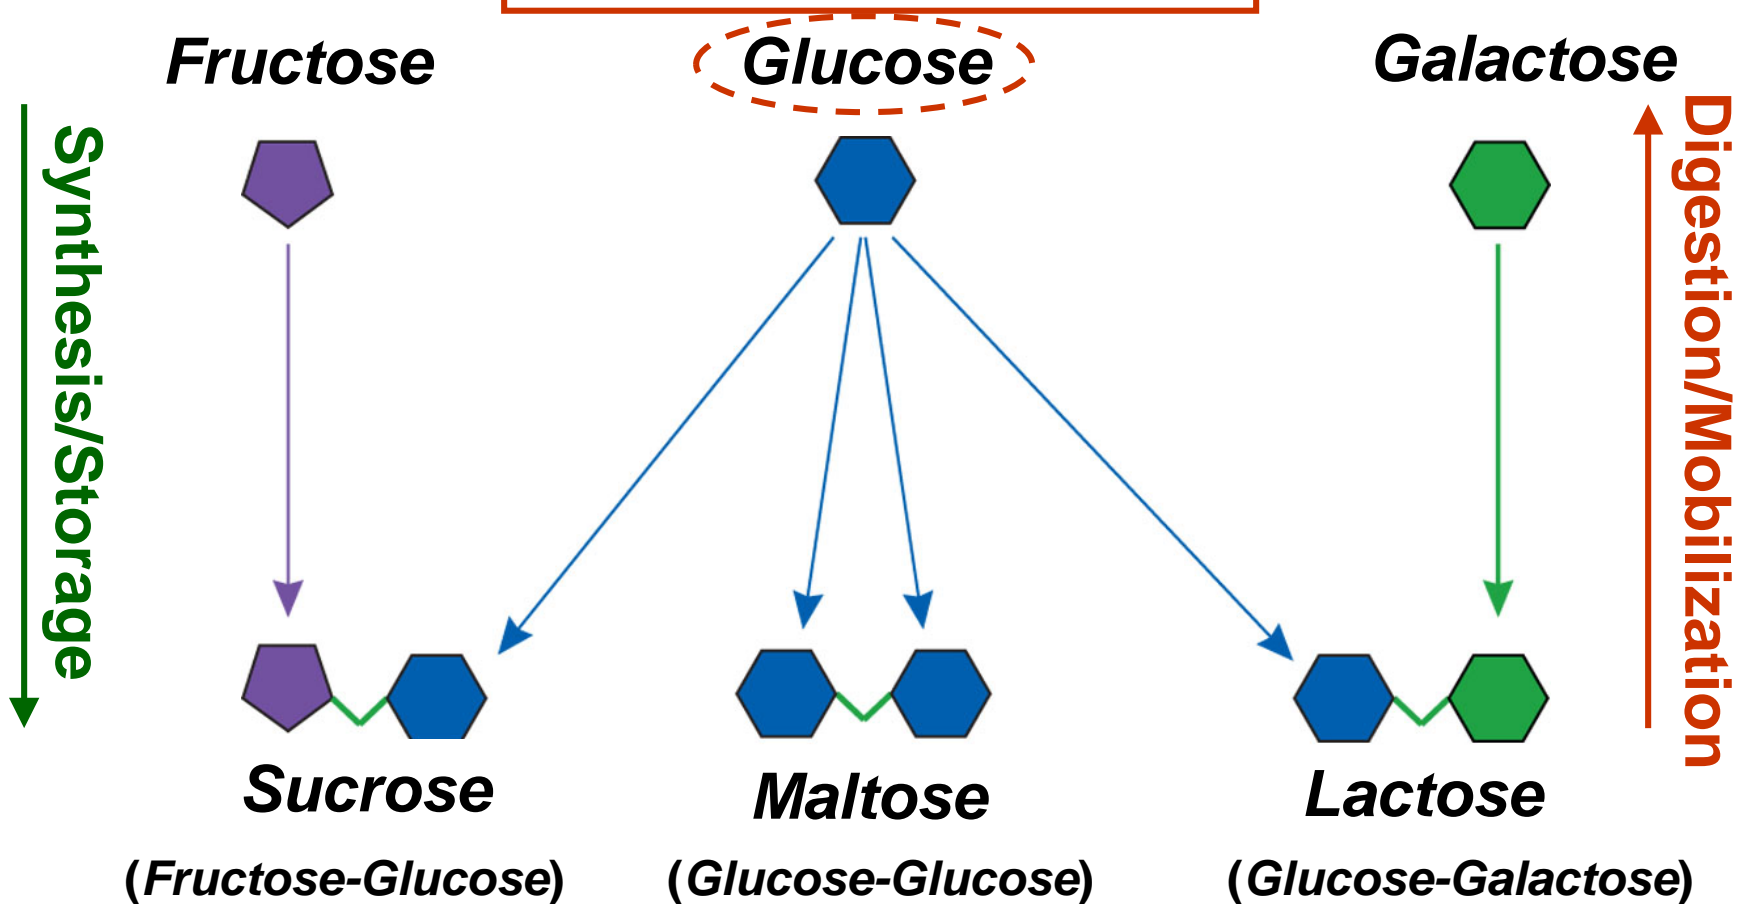 Fructose
Glucose
Galactose
Synthesis/Storage
Digestion/Mobilization
Sucrose
Maltose
Lactose
(Fructose-Glucose)
(Glucose-Glucose)
(Glucose-Galactose)